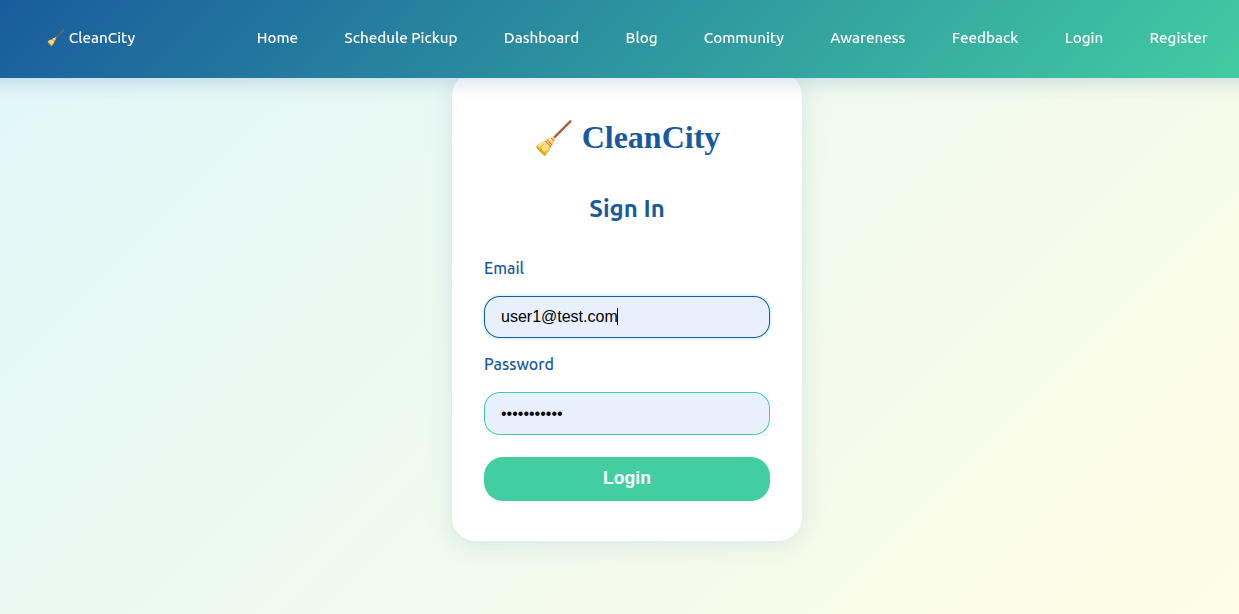 CleanCity Home Schedule Pickup Dashboard Blog Community Awareness Feedback Login Register
CleanCity
Sign In
Email
user1@test.com
Password
•••••••••••
Login